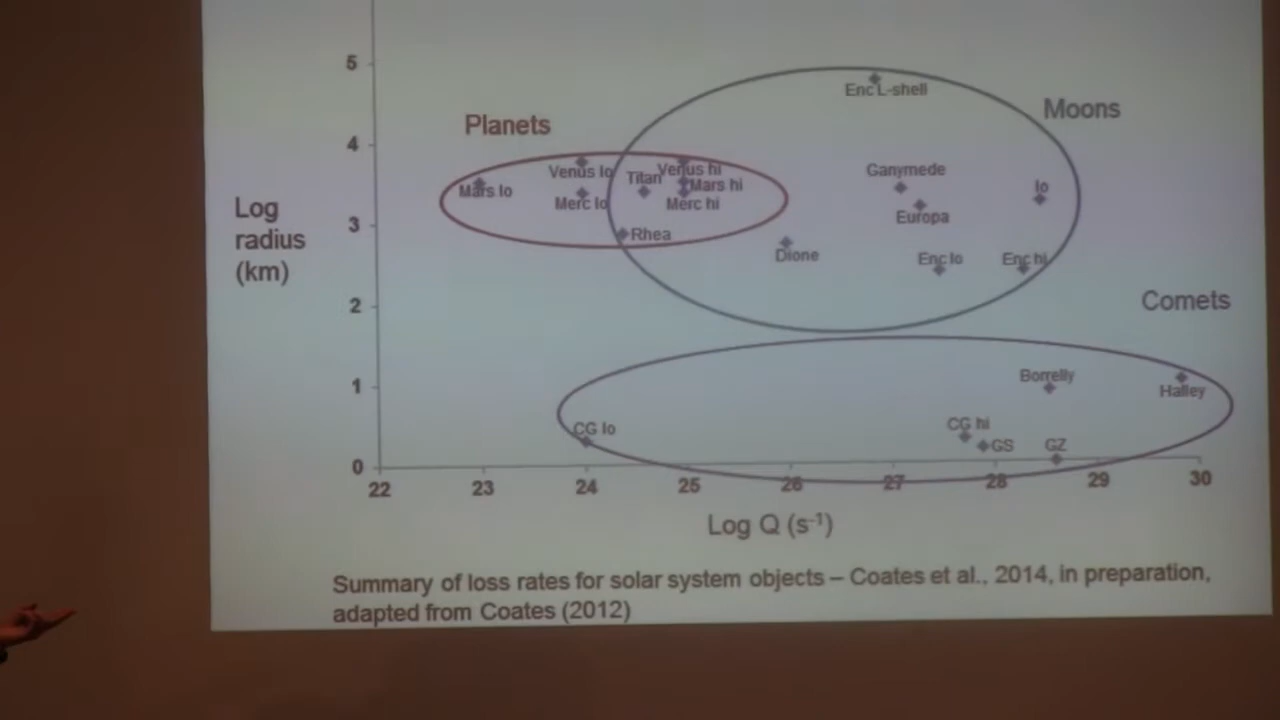 5
Enc L-shell
Moons
Planets
4
Venus lo
Venus hi
Ganymede
Titan
Mars hi
Mars lo
Io
Merc lo
Merc hi
Log
radius
(km)
3
Europa
Rhea
Dione
Enc lo
Enc hi
2
Comets
1
Borrelly
Halley
CG lo
CG hi
GS
GZ
0
22 23 24 25 26 27 28 29 30
Log Q (s⁻¹)
Summary of loss rates for solar system objects – Coates et al., 2014, in preparation,
adapted from Coates (2012)